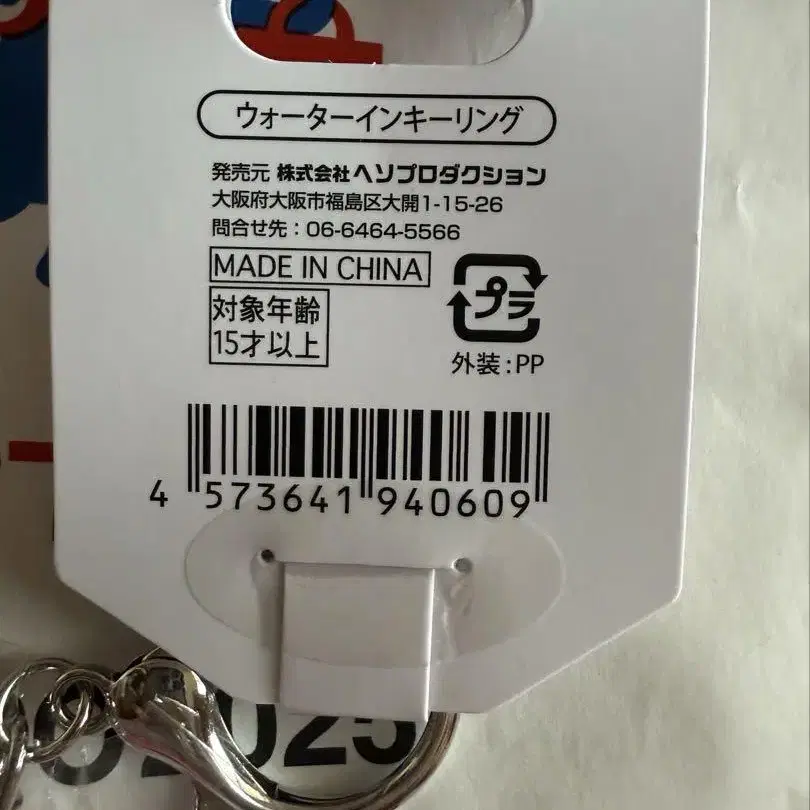 ウォーターインキーリング
発売元 株式会社ヘソプロダクション
大阪府大阪市福島区大開1-15-26
問合せ先：06-6464-5566
MADE IN CHINA
対象年齢
15才以上
プラ
外装:PP
4 573641 940609
2025